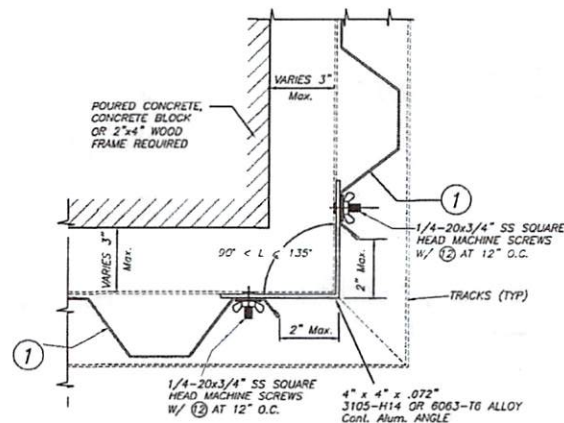 VARIES 3"
Max.
POURED CONCRETE,
CONCRETE BLOCK
OR 2"x4" WOOD
FRAME REQUIRED
1
1/4-20x3/4" SS SQUARE
HEAD MACHINE SCREWS
W/ 12 AT 12" O.C.
VARIES 3"
Max.
90° < L < 135°
2" Max.
TRACKS (TYP)
1
2" Max.
1/4-20x3/4" SS SQUARE
HEAD MACHINE SCREWS
W/ 12 AT 12" O.C.
4" x 4" x .072"
3105-H14 OR 6063-T6 ALLOY
Cont. Alum. ANGLE